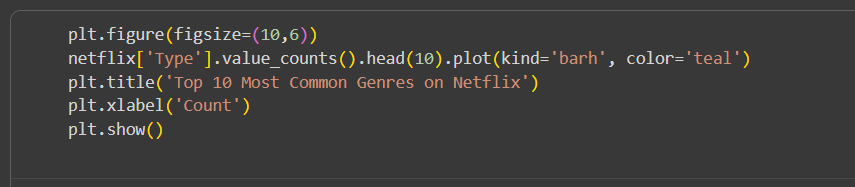 plt.figure(figsize=(10,6))
netflix['Type'].value_counts().head(10).plot(kind='barh', color='teal')
plt.title('Top 10 Most Common Genres on Netflix')
plt.xlabel('Count')
plt.show()